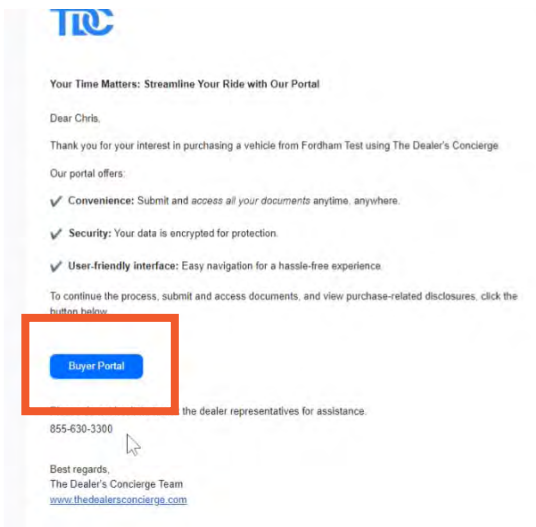 TDC
Your Time Matters: Streamline Your Ride with Our Portal
Dear Chris,
Thank you for your interest in purchasing a vehicle from Fordham Test using The Dealer's Concierge
Our portal offers:
✔ Convenience: Submit and access all your documents anytime, anywhere.
✔ Security: Your data is encrypted for protection.
✔ User-friendly interface: Easy navigation for a hassle-free experience.
To continue the process, submit and access documents, and view purchase-related disclosures, click the
button below
Buyer Portal
the dealer representatives for assistance.
855-630-3300
Best regards,
The Dealer's Concierge Team
www.thedealersconcierge.com